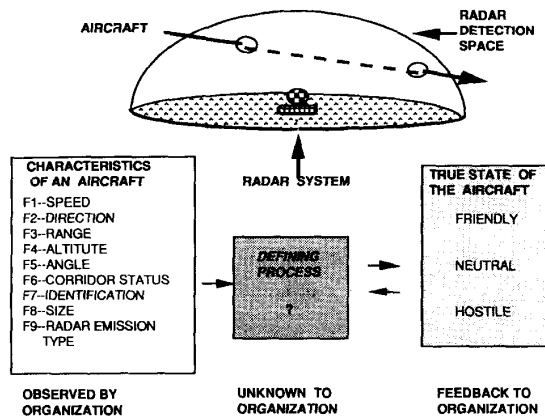 AIRCRAFT
RADAR
DETECTION
SPACE
RADAR SYSTEM
CHARACTERISTICS
OF AN AIRCRAFT
F1--SPEED
F2--DIRECTION
F3--RANGE
F4--ALTITUTE
F5--ANGLE
F6--CORRIDOR STATUS
F7--IDENTIFICATION
F8--SIZE
F9--RADAR EMISSION
TYPE
OBSERVED BY
ORGANIZATION
DEFINING
PROCESS
?
UNKNOWN TO
ORGANIZATION
TRUE STATE OF
THE AIRCRAFT
FRIENDLY
NEUTRAL
HOSTILE
FEEDBACK TO
ORGANIZATION